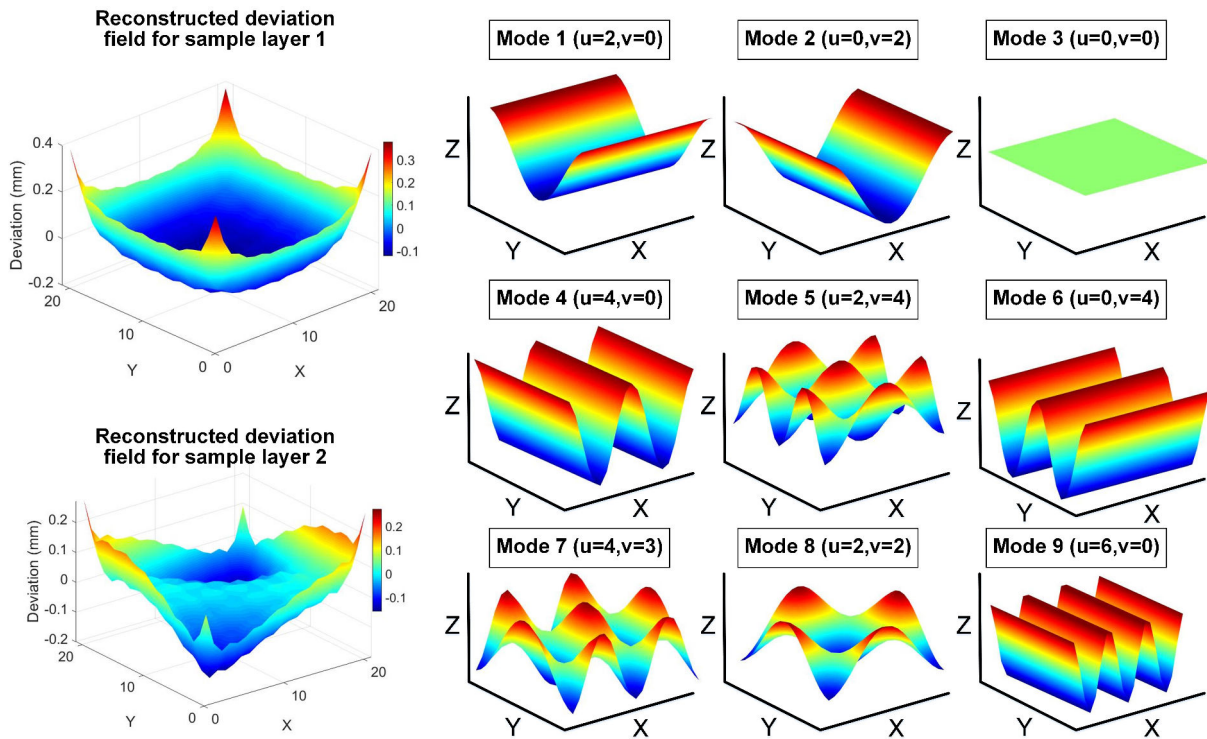 Reconstructed deviation
field for sample layer 1
0.4
0.2
0
-0.2
Deviation (mm)
20
10
0
Y
0
10
20
X
0.3
0.2
0.1
0
-0.1
Reconstructed deviation
field for sample layer 2
0.2
0.1
0
-0.1
-0.2
Deviation (mm)
20
10
0
Y
0
10
20
X
0.2
0.1
0
-0.1
Mode 1 (u=2,v=0)
Z
Y
X
Mode 2 (u=0,v=2)
Z
Y
X
Mode 3 (u=0,v=0)
Z
Y
X
Mode 4 (u=4,v=0)
Z
Y
X
Mode 5 (u=2,v=4)
Z
Y
X
Mode 6 (u=0,v=4)
Z
Y
X
Mode 7 (u=4,v=3)
Z
Y
X
Mode 8 (u=2,v=2)
Z
Y
X
Mode 9 (u=6,v=0)
Z
Y
X